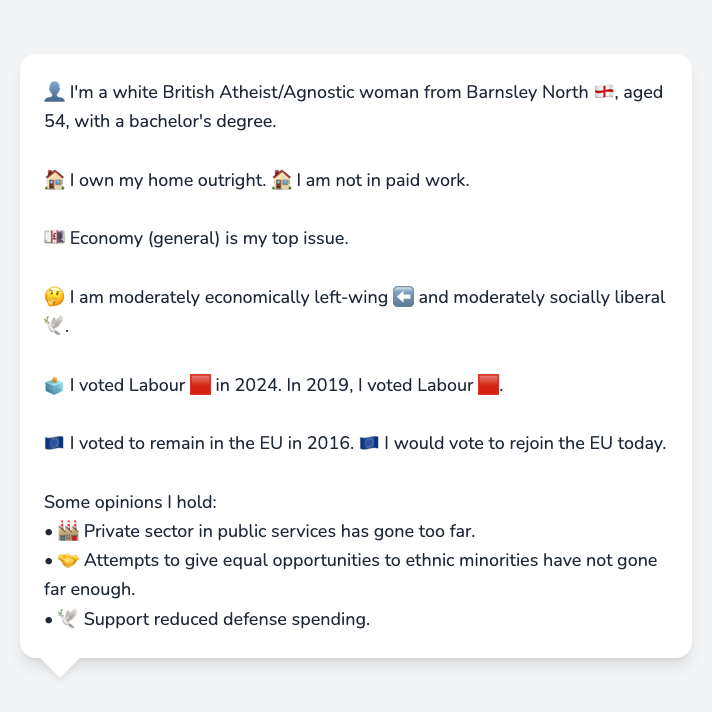 👤 I'm a white British Atheist/Agnostic woman from Barnsley North 🏴󠁧󠁢󠁥󠁮󠁧󠁿, aged
54, with a bachelor's degree.
🏠 I own my home outright. 🏠 I am not in paid work.
💷 Economy (general) is my top issue.
🤔 I am moderately economically left-wing ⬅️ and moderately socially liberal
🕊️.
🗳️ I voted Labour 🟥 in 2024. In 2019, I voted Labour 🟥.
🇪🇺 I voted to remain in the EU in 2016. 🇪🇺 I would vote to rejoin the EU today.
Some opinions I hold:
• 🏭 Private sector in public services has gone too far.
• 🤝 Attempts to give equal opportunities to ethnic minorities have not gone
far enough.
• 🕊️ Support reduced defense spending.